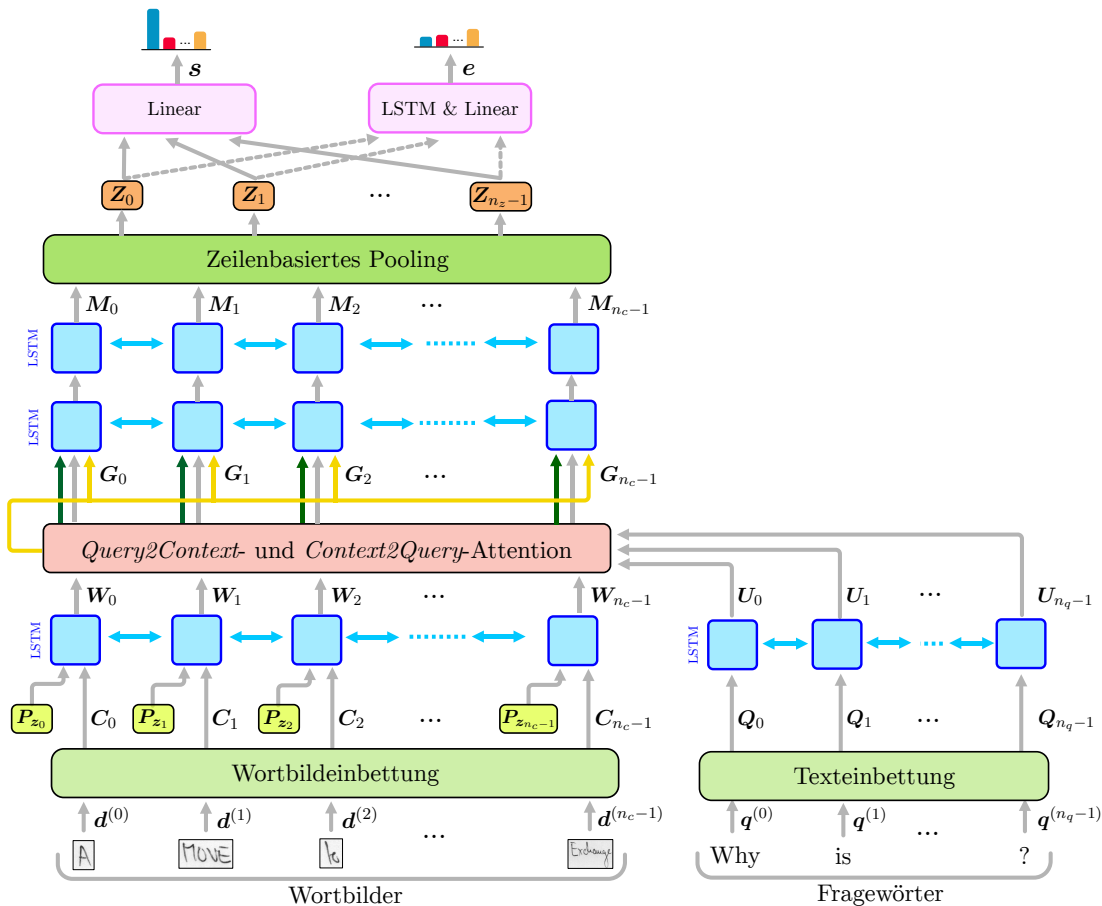 ...
...
s
e
Linear
LSTM & Linear
Z_0
Z_1
...
Z_{n_z−1}
Zeilenbasiertes Pooling
M_0
M_1
M_2
...
M_{n_c−1}
LSTM
LSTM
G_0
G_1
G_2
...
G_{n_c−1}
Query2Context- und Context2Query-Attention
W_0
W_1
W_2
...
W_{n_c−1}
U_0
U_1
...
U_{n_q−1}
LSTM
LSTM
P_{z_0}
C_0
P_{z_1}
C_1
P_{z_2}
C_2
...
P_{z_{n_c−1}}
C_{n_c−1}
Q_0
Q_1
...
Q_{n_q−1}
Wortbildeinbettung
Texteinbettung
d^{(0)}
d^{(1)}
d^{(2)}
...
d^{(n_c−1)}
q^{(0)}
q^{(1)}
...
q^{(n_q−1)}
A
MOVE
to
Exchange
Why
is
?
Wortbilder
Fragewörter